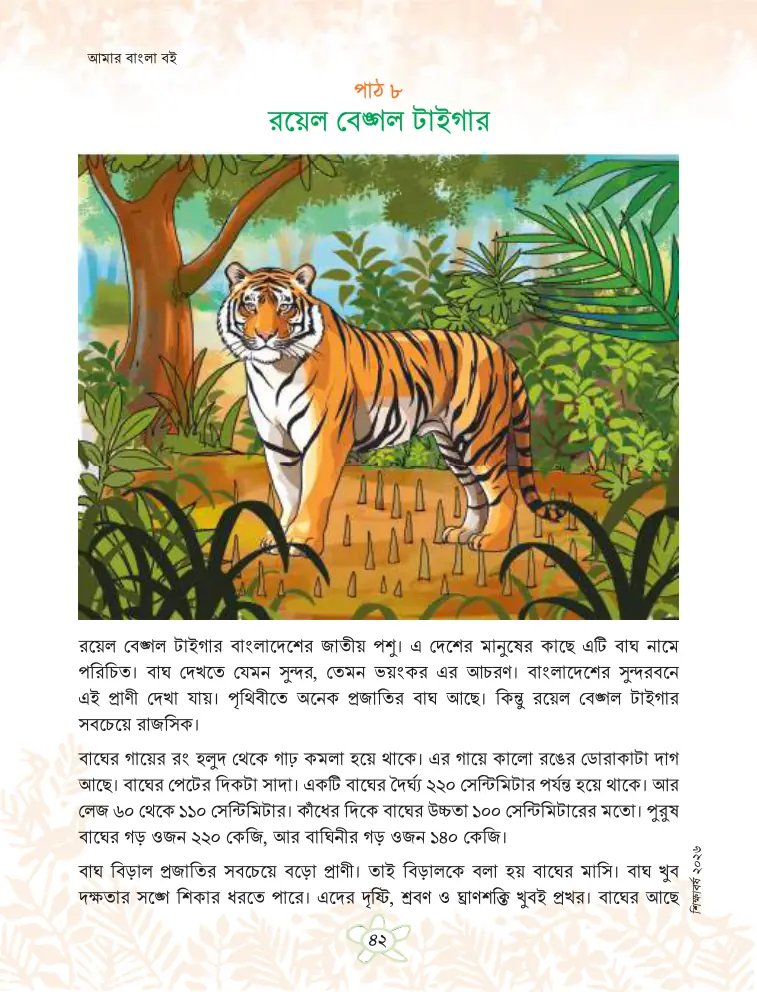 আমার বাংলা বই
পাঠ ৮
রয়েল বেঙ্গল টাইগার
রয়েল বেঙ্গল টাইগার বাংলাদেশের জাতীয় পশু। এ দেশের মানুষের কাছে এটি বাঘ নামে
পরিচিত। বাঘ দেখতে যেমন সুন্দর, তেমন ভয়ংকর এর আচরণ। বাংলাদেশের সুন্দরবনে
এই প্রাণী দেখা যায়। পৃথিবীতে অনেক প্রজাতির বাঘ আছে। কিন্তু রয়েল বেঙ্গল টাইগার
সবচেয়ে রাজসিক।
বাঘের গায়ের রং হলুদ থেকে গাঢ় কমলা হয়ে থাকে। এর গায়ে কালো রঙের ডোরাকাটা দাগ
আছে। বাঘের পেটের দিকটা সাদা। একটি বাঘের দৈর্ঘ্য ২২০ সেন্টিমিটার পর্যন্ত হয়ে থাকে। আর
লেজ ৬০ থেকে ১১০ সেন্টিমিটার। কাঁধের দিকে বাঘের উচ্চতা ১০০ সেন্টিমিটারের মতো। পুরুষ
বাঘের গড় ওজন ২২০ কেজি, আর বাঘিনীর গড় ওজন ১৪০ কেজি।
বাঘ বিড়াল প্রজাতির সবচেয়ে বড়ো প্রাণী। তাই বিড়ালকে বলা হয় বাঘের মাসি। বাঘ খুব
দক্ষতার সঙ্গে শিকার ধরতে পারে। এদের দৃষ্টি, শ্রবণ ও ঘ্রাণশক্তি খুবই প্রখর। বাঘের আছে
শিক্ষাবর্ষ ২০২৬
৪২